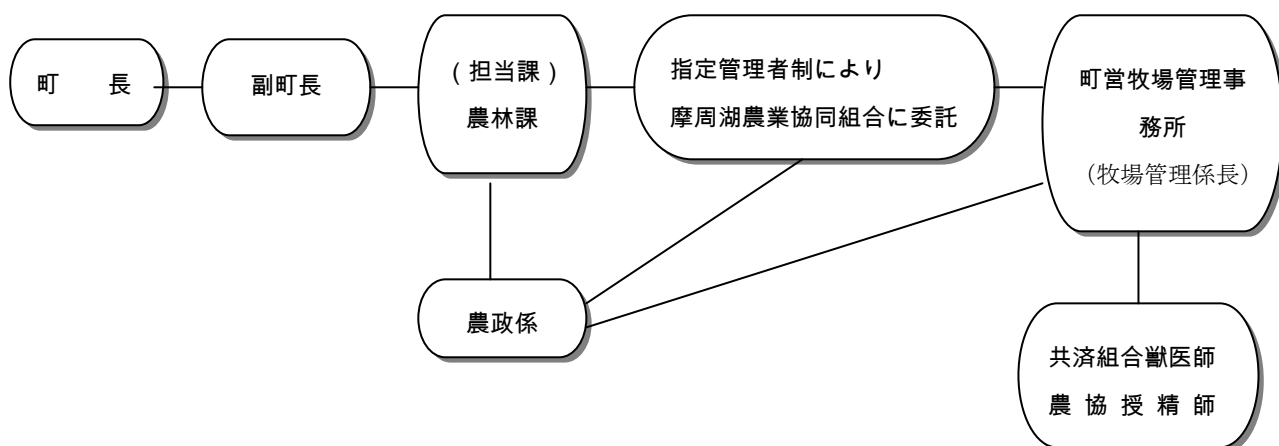 町　　長
副町長
（担当課）
農林課
指定管理者制により
摩周湖農業協同組合に委託
町営牧場管理事
務所
（牧場管理係長）
農政係
共済組合獣医師
農 協 授 精 師